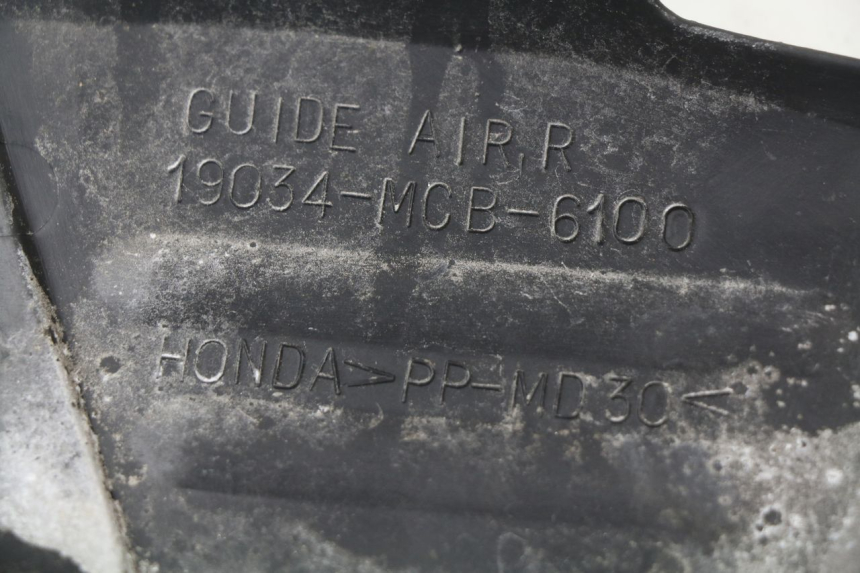 GUIDE AIR,R
19034-MCB-6100
HONDA >PP-MD30<